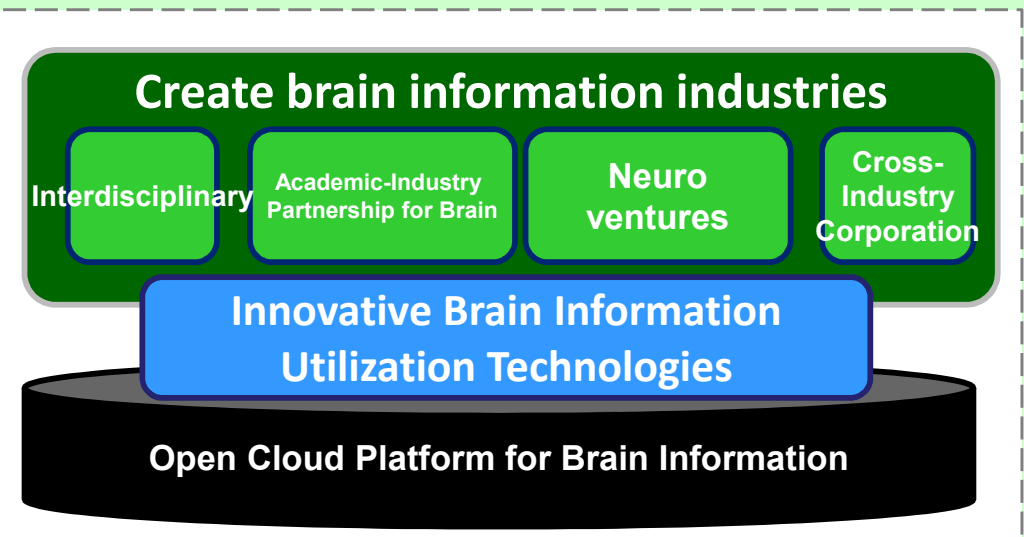 Create brain information industries
Interdisciplinary
Academic-Industry
Partnership for Brain
Neuro
ventures
Cross-
Industry
Corporation
Innovative Brain Information
Utilization Technologies
Open Cloud Platform for Brain Information